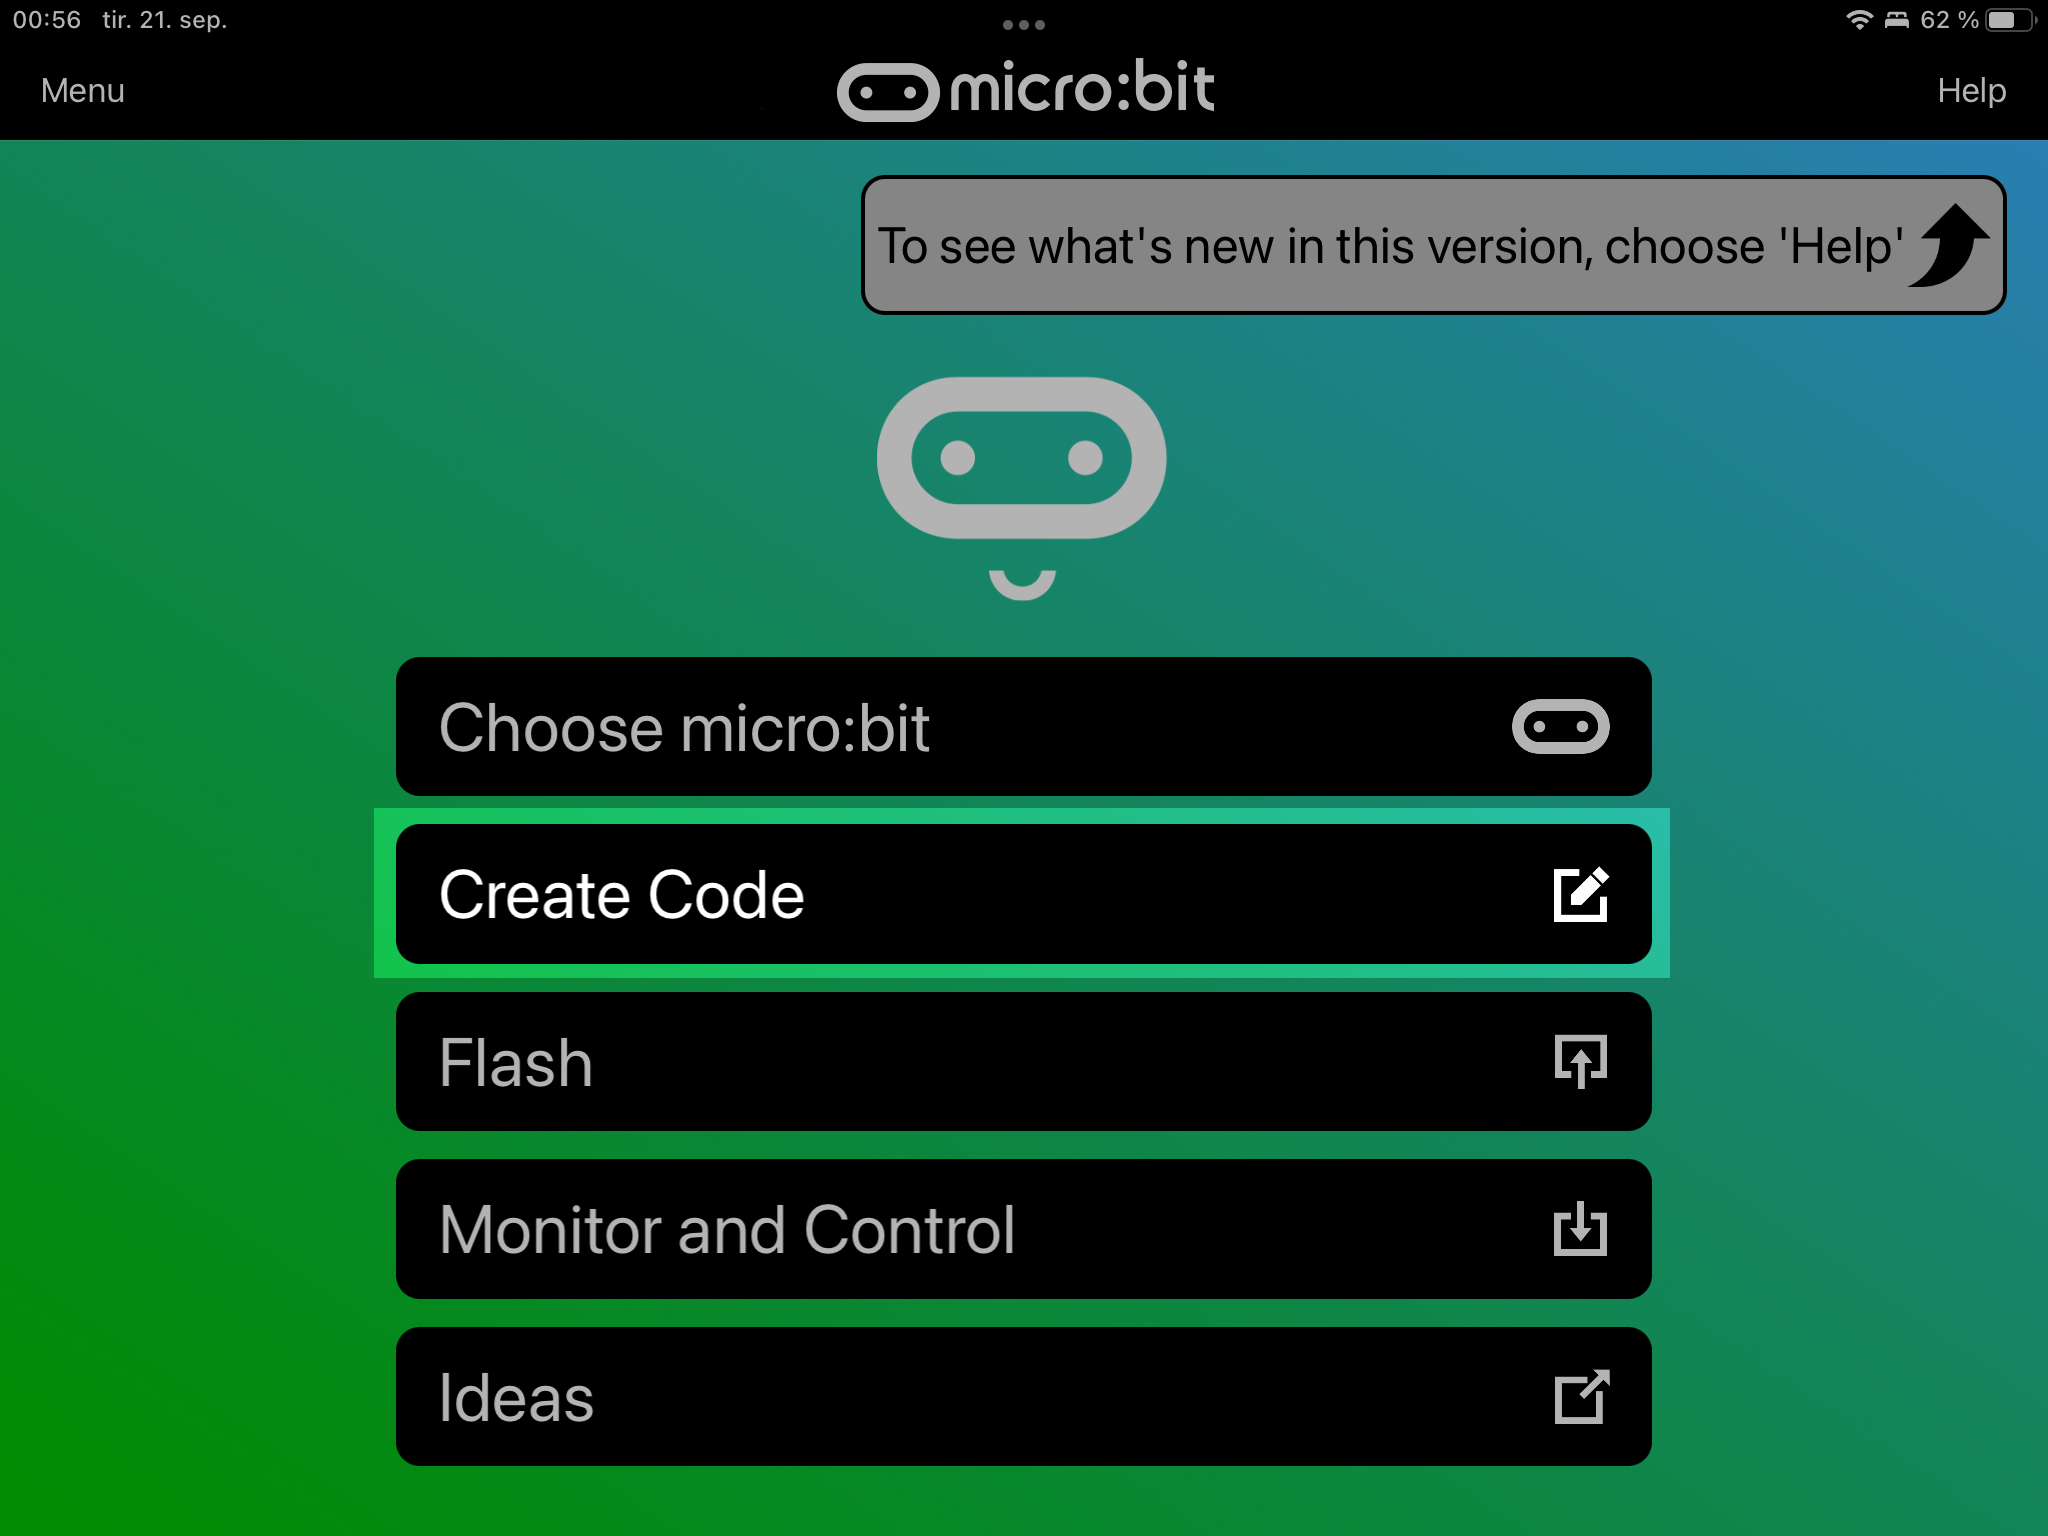 00:56 tir. 21. sep.
62 %
Menu
micro:bit
Help
To see what's new in this version, choose 'Help'
Choose micro:bit
Create Code
Flash
Monitor and Control
Ideas